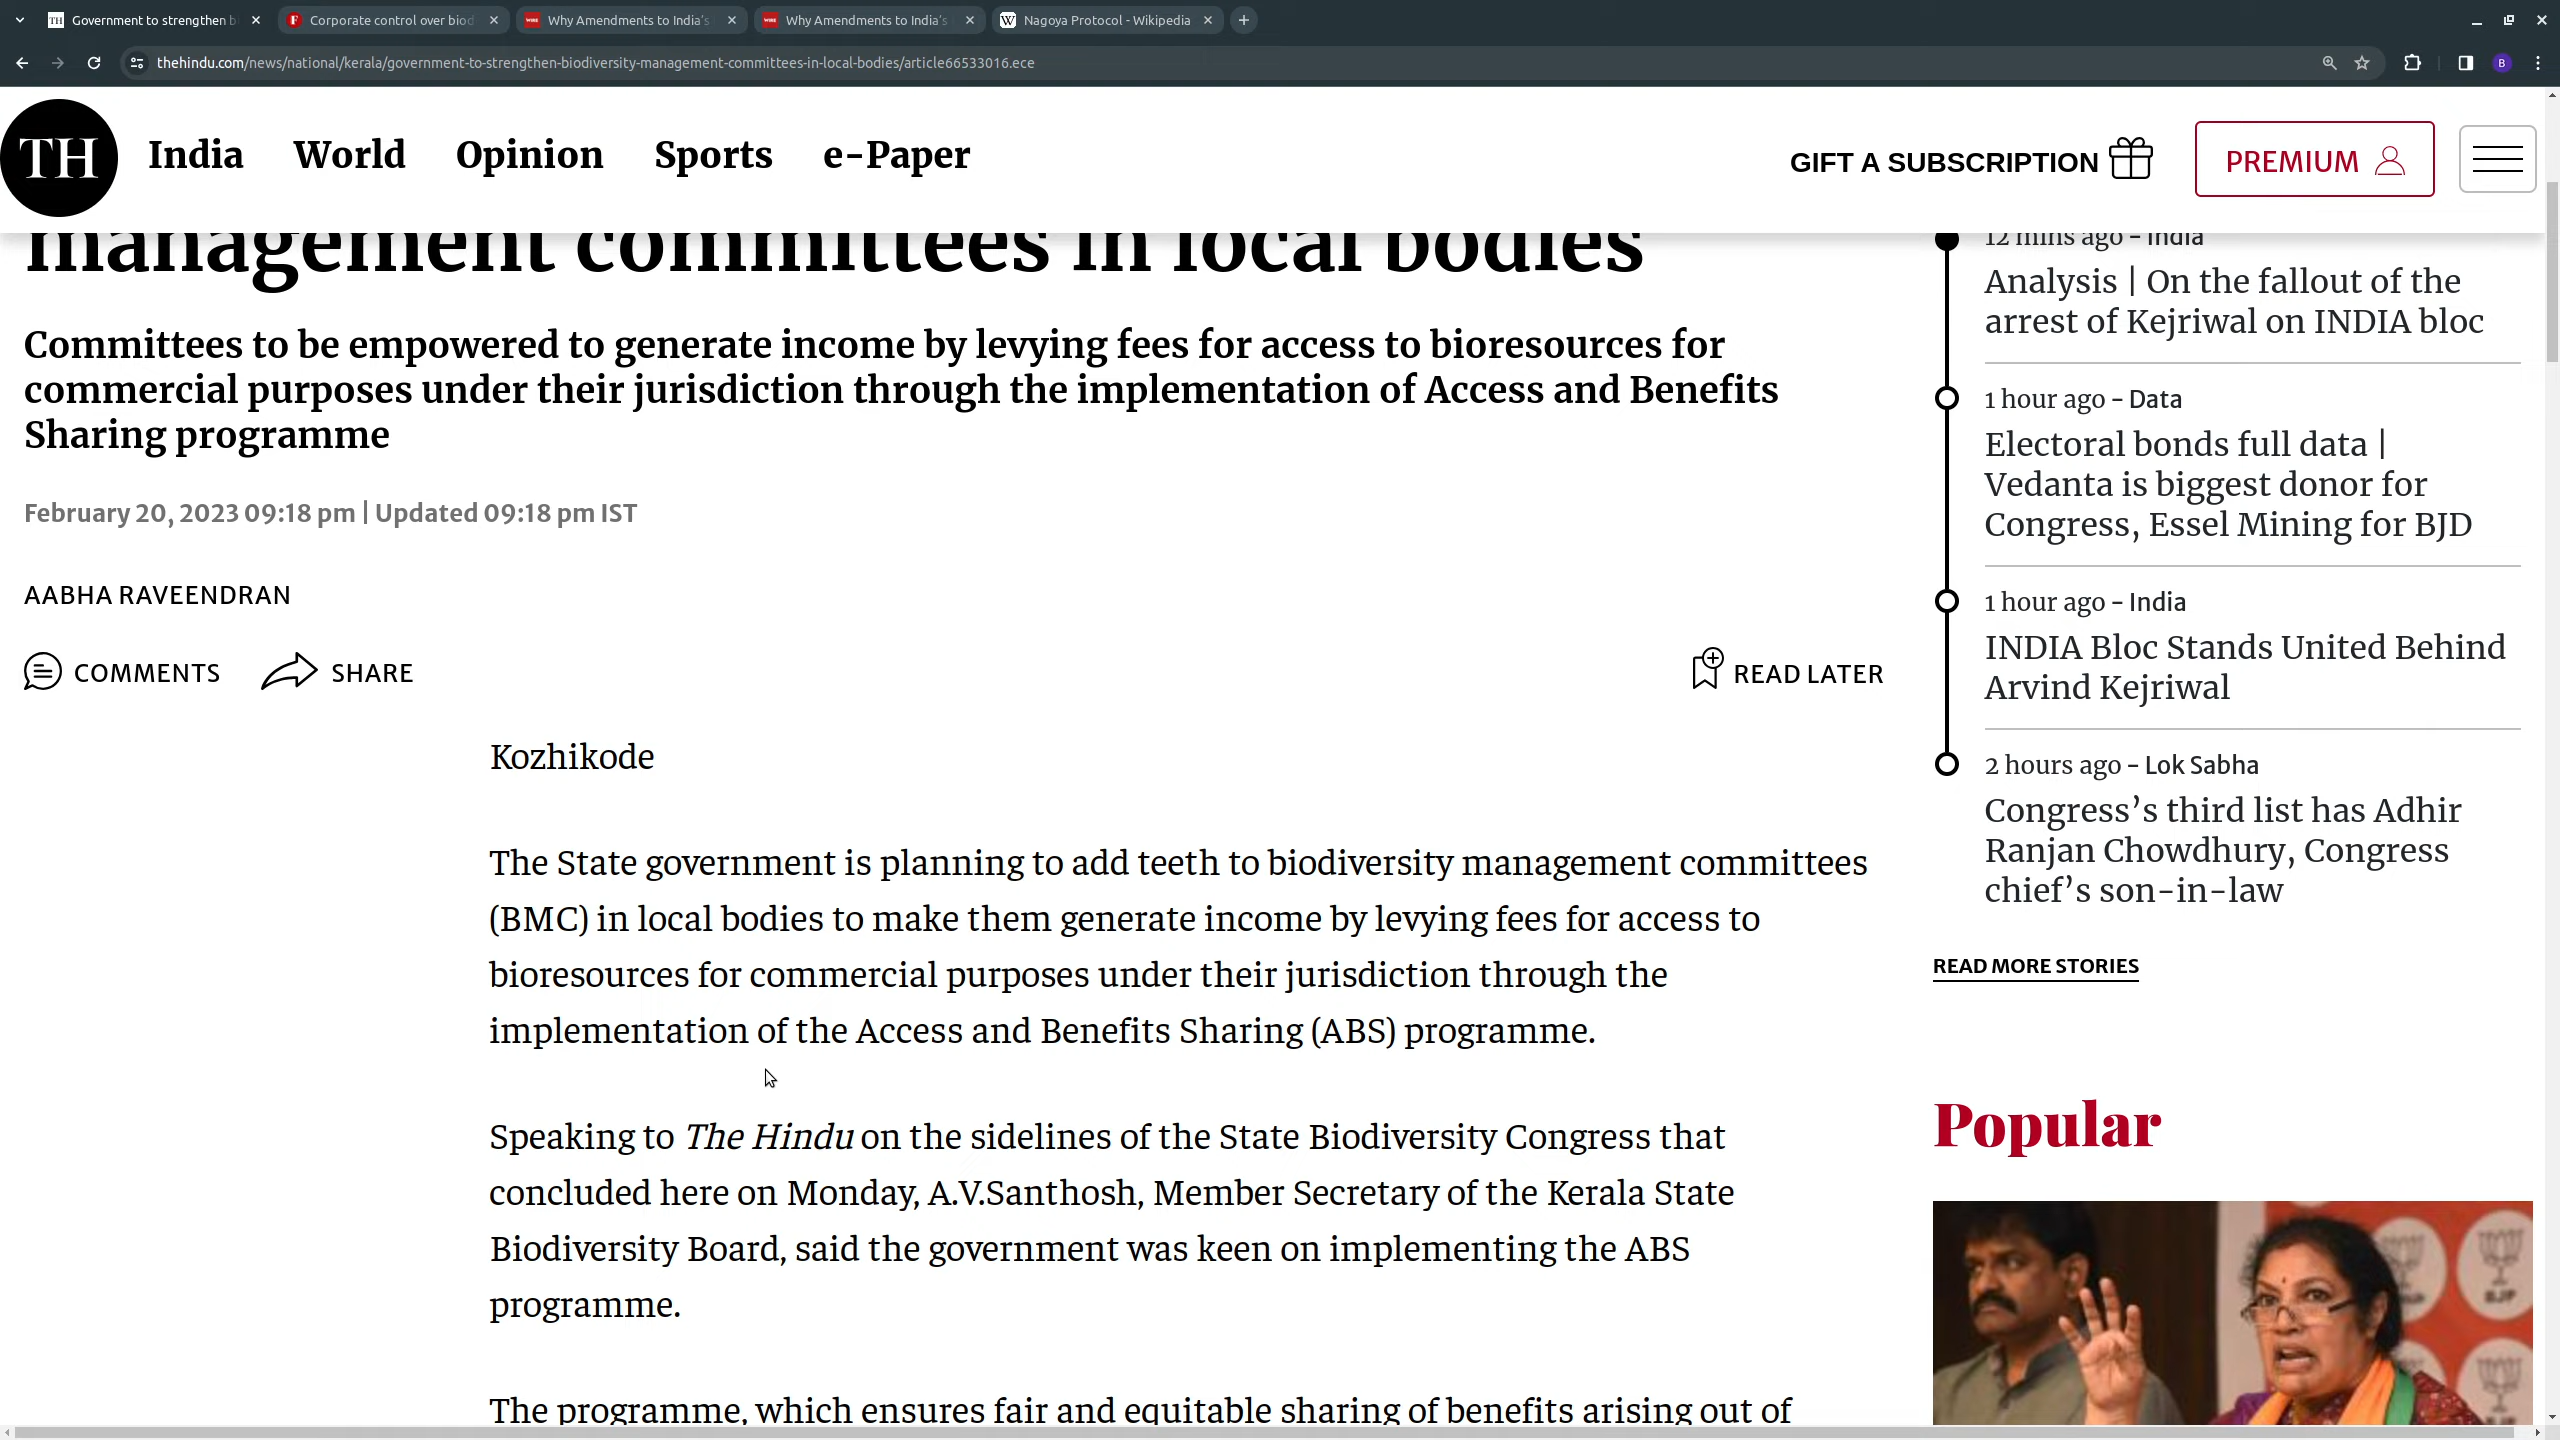 Government to strengthen b
Corporate control over biod
WIRE
Why Amendments to India's
WIRE
Why Amendments to India's
Nagoya Protocol - Wikipedia
thehindu.com/news/national/kerala/government-to-strengthen-biodiversity-management-committees-in-local-bodies/article66533016.ece
B
TH
India
World
Opinion
Sports
e-Paper
GIFT A SUBSCRIPTION
PREMIUM
management committees in local bodies
Committees to be empowered to generate income by levying fees for access to bioresources for
commercial purposes under their jurisdiction through the implementation of Access and Benefits
Sharing programme
February 20, 2023 09:18 pm | Updated 09:18 pm IST
AABHA RAVEENDRAN
COMMENTS
SHARE
READ LATER
Kozhikode
The State government is planning to add teeth to biodiversity management committees
(BMC) in local bodies to make them generate income by levying fees for access to
bioresources for commercial purposes under their jurisdiction through the
implementation of the Access and Benefits Sharing (ABS) programme.
Speaking to The Hindu on the sidelines of the State Biodiversity Congress that
concluded here on Monday, A.V.Santhosh, Member Secretary of the Kerala State
Biodiversity Board, said the government was keen on implementing the ABS
programme.
The programme, which ensures fair and equitable sharing of benefits arising out of
12 mins ago - India
Analysis | On the fallout of the
arrest of Kejriwal on INDIA bloc
1 hour ago - Data
Electoral bonds full data |
Vedanta is biggest donor for
Congress, Essel Mining for BJD
1 hour ago - India
INDIA Bloc Stands United Behind
Arvind Kejriwal
2 hours ago - Lok Sabha
Congress’s third list has Adhir
Ranjan Chowdhury, Congress
chief’s son-in-law
READ MORE STORIES
Popular